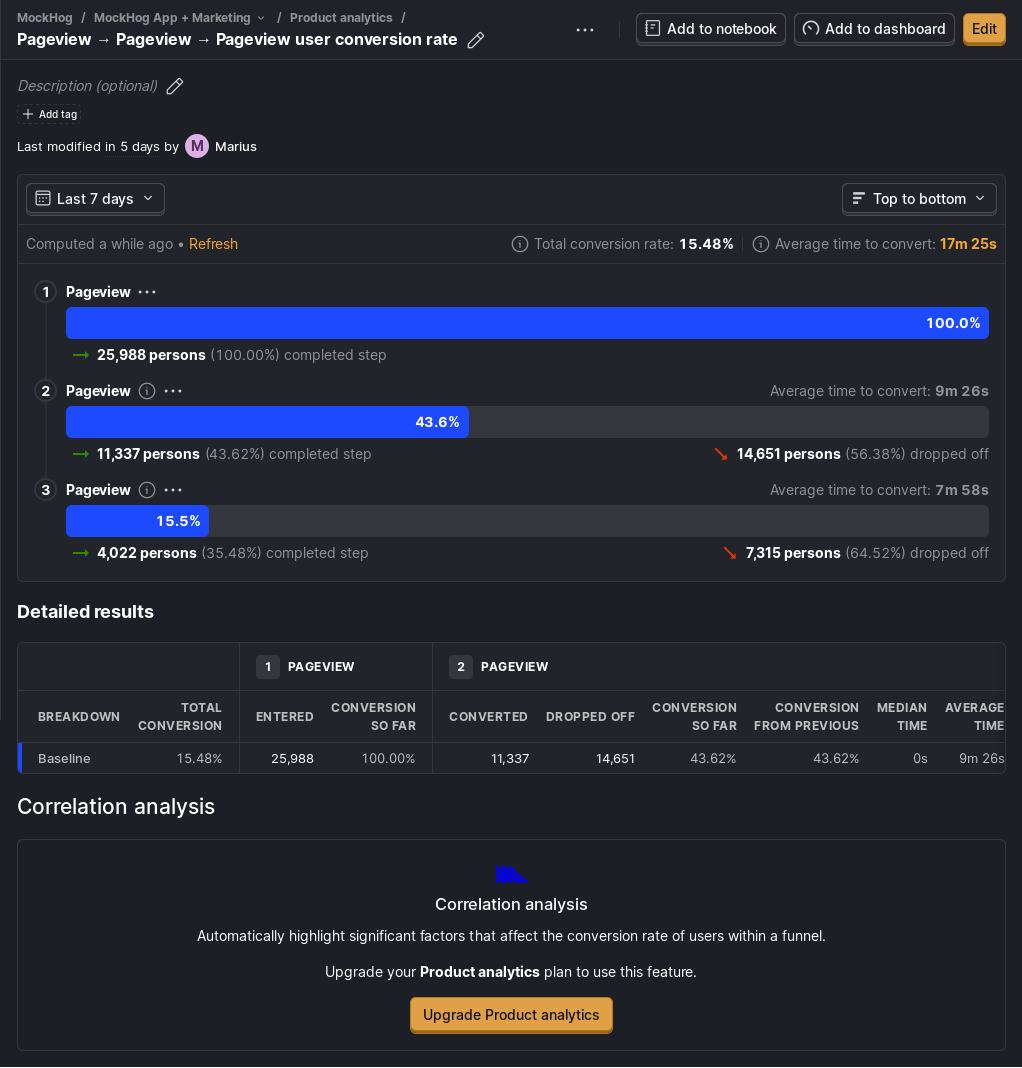 MockHog / MockHog App + Marketing / Product analytics /
Pageview → Pageview → Pageview user conversion rate
Add to notebook
Add to dashboard
Edit
Description (optional)
Add tag
Last modified in 5 days by M Marius
Last 7 days
Top to bottom
Computed a while ago • Refresh
Total conversion rate: 15.48%
Average time to convert: 17m 25s
1 Pageview
100.0%
→ 25,988 persons (100.00%) completed step
2 Pageview
Average time to convert: 9m 26s
43.6%
→ 11,337 persons (43.62%) completed step
14,651 persons (56.38%) dropped off
3 Pageview
Average time to convert: 7m 58s
15.5%
→ 4,022 persons (35.48%) completed step
7,315 persons (64.52%) dropped off
Detailed results
1 PAGEVIEW
2 PAGEVIEW
BREAKDOWN
TOTAL
CONVERSION
ENTERED
CONVERSION
SO FAR
CONVERTED
DROPPED OFF
CONVERSION
SO FAR
CONVERSION
FROM PREVIOUS
MEDIAN
TIME
AVERAGE
TIME
Baseline 15.48% 25,988 100.00% 11,337 14,651 43.62% 43.62% 0s 9m 26s
Correlation analysis
Correlation analysis
Automatically highlight significant factors that affect the conversion rate of users within a funnel.
Upgrade your Product analytics plan to use this feature.
Upgrade Product analytics